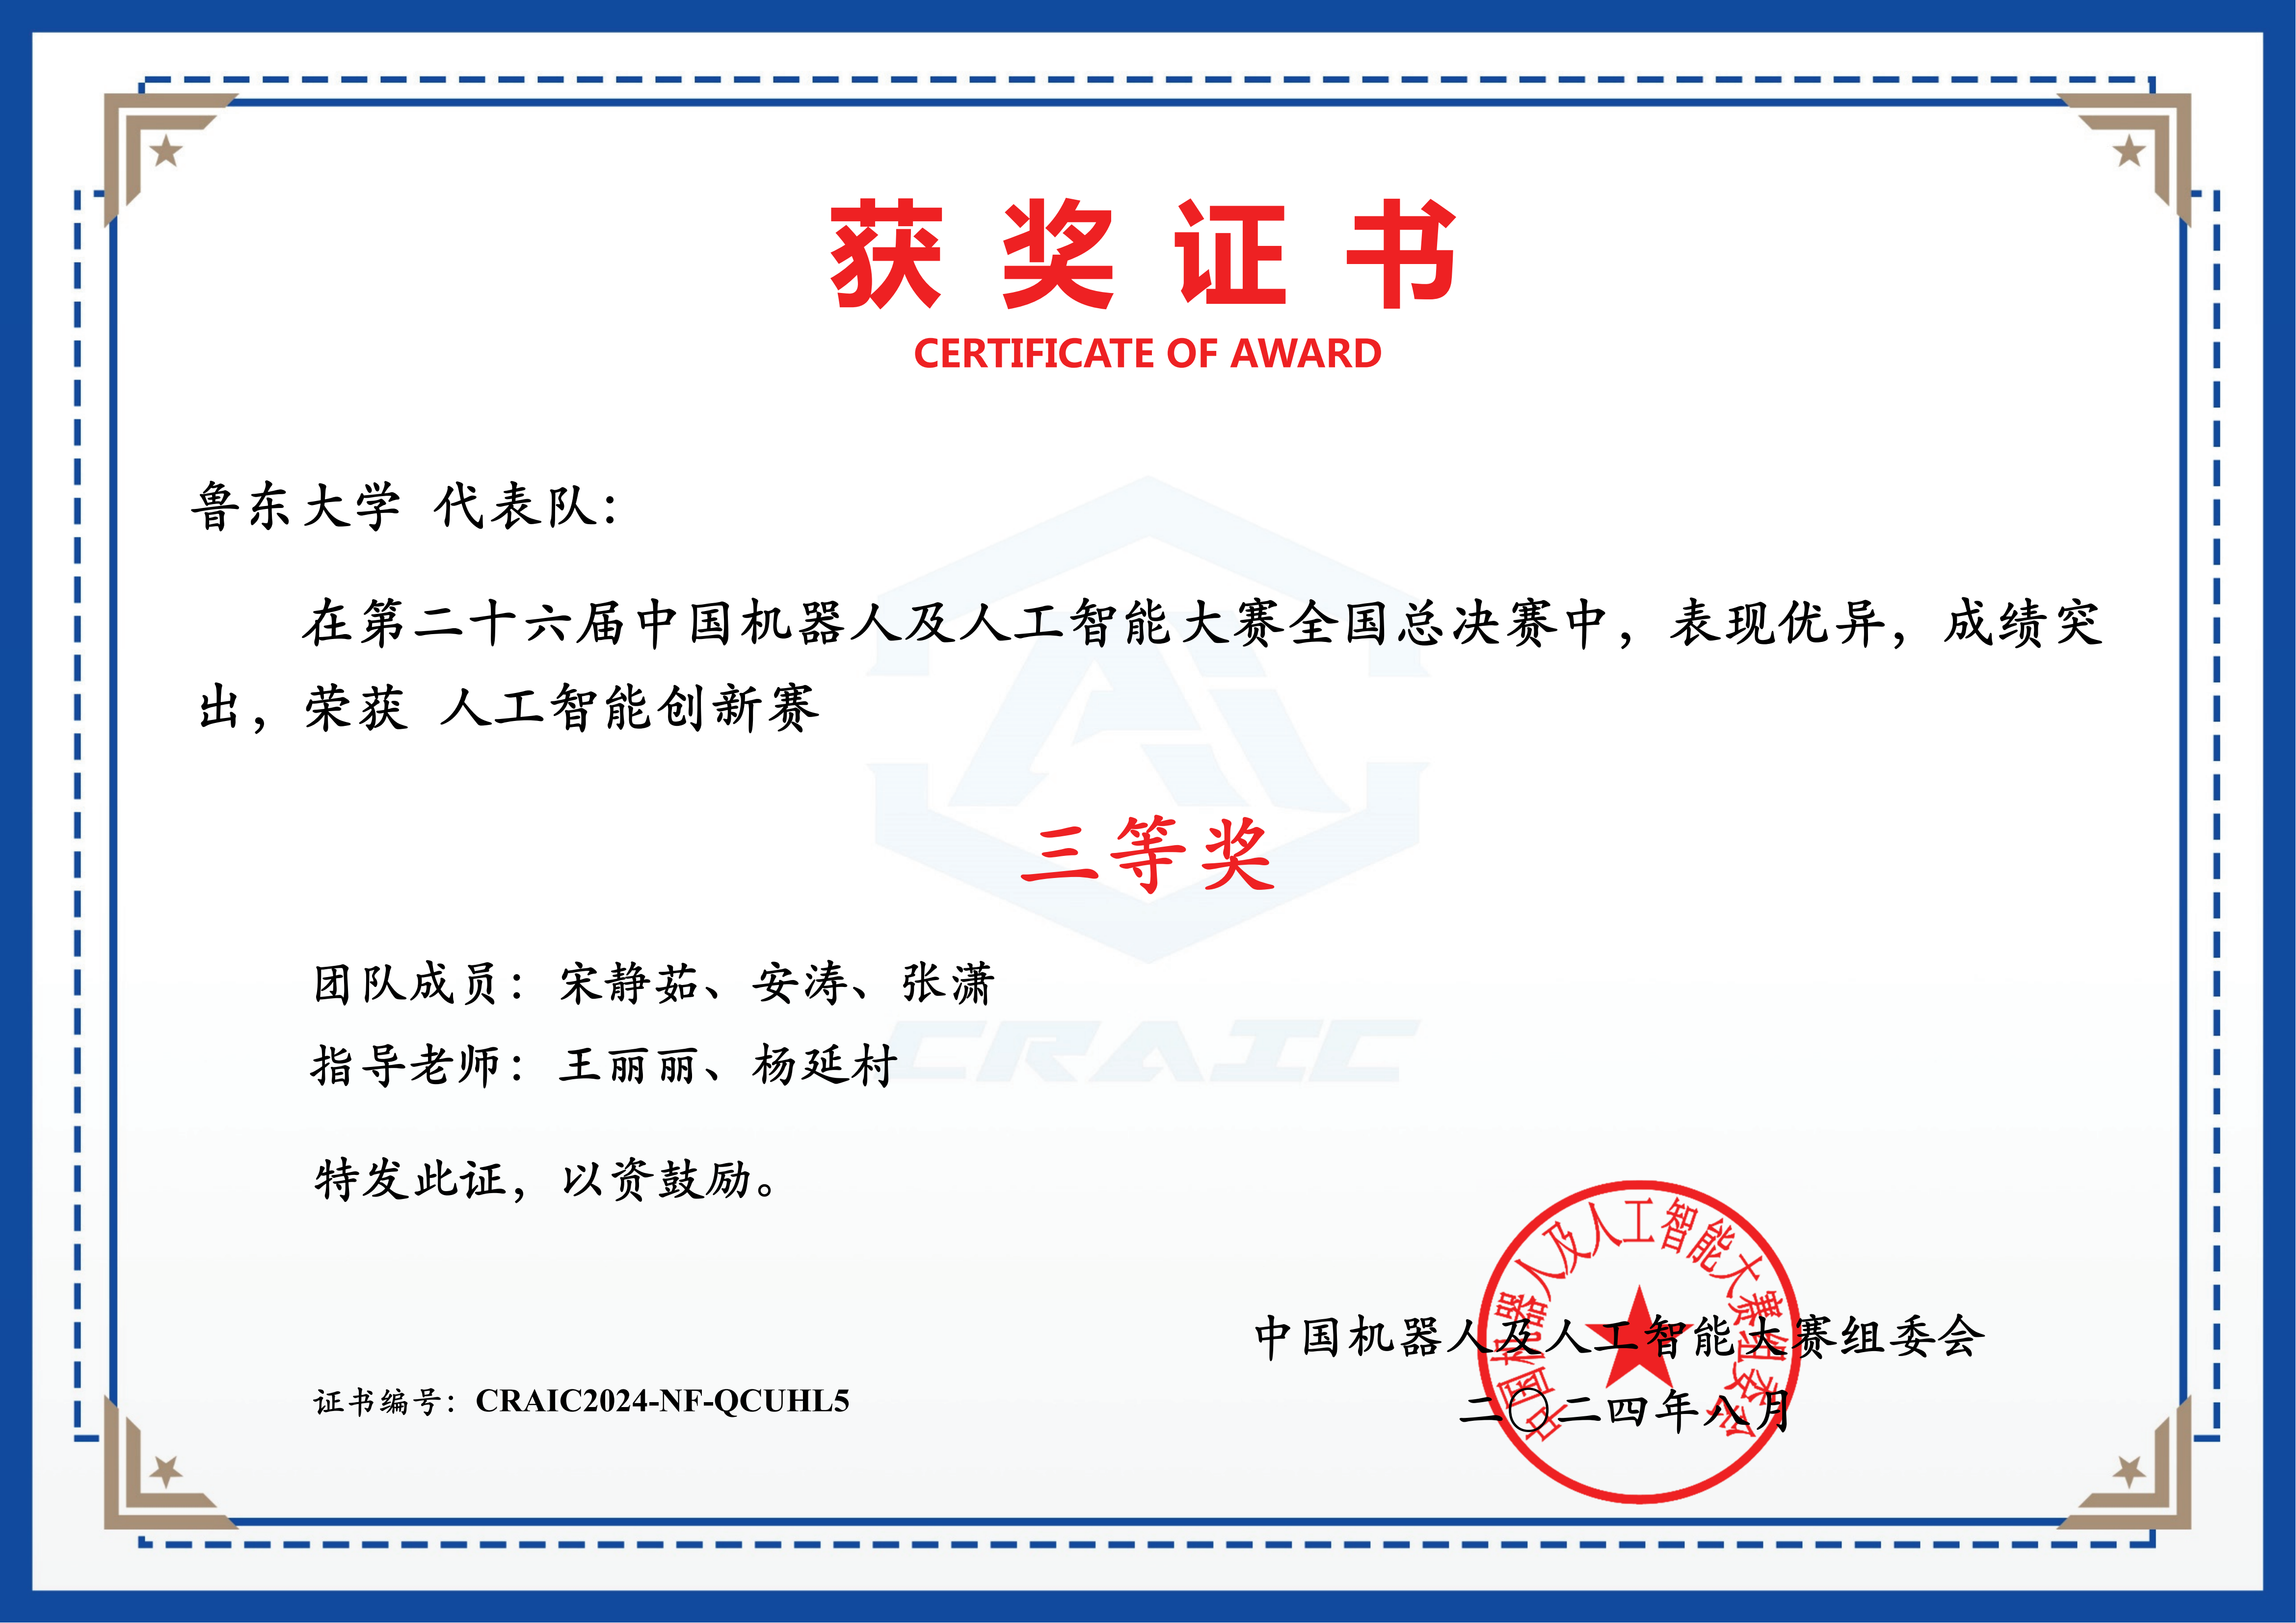 获奖证书
CERTIFICATE OF AWARD
鲁东大学 代表队：
在第二十六届中国机器人及人工智能大赛全国总决赛中，表现优异，成绩突
出，荣获 人工智能创新赛
三等奖
团队成员：宋静茹、安涛、张潇
指导老师：王丽丽、杨延村
CRAIC
特发此证，以资鼓励。
中国机器人及人工智能大赛组委会
中国机器人及人工智能大赛组委会
二〇二四年八月
证书编号：CRAIC2024-NF-QCUHL5